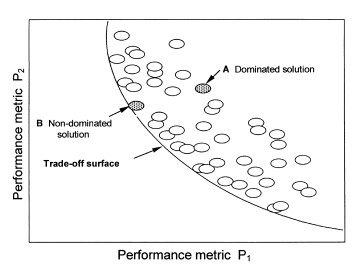 Performance metric P2
A Dominated solution
B Non-dominated
solution
Trade-off surface
Performance metric P1